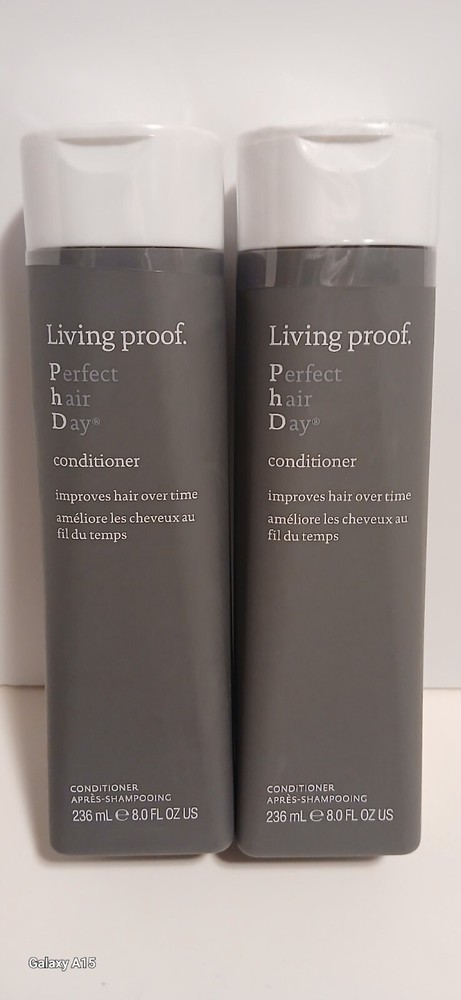 Living proof.
Perfect
hair
Day®
conditioner
improves hair over time
améliore les cheveux au
fil du temps
CONDITIONER
APRÈS-SHAMPOOING
236 mL ℮ 8.0 FL OZ US
Living proof.
Perfect
hair
Day®
conditioner
improves hair over time
améliore les cheveux au
fil du temps
CONDITIONER
APRÈS-SHAMPOOING
236 mL ℮ 8.0 FL OZ US
Galaxy A15